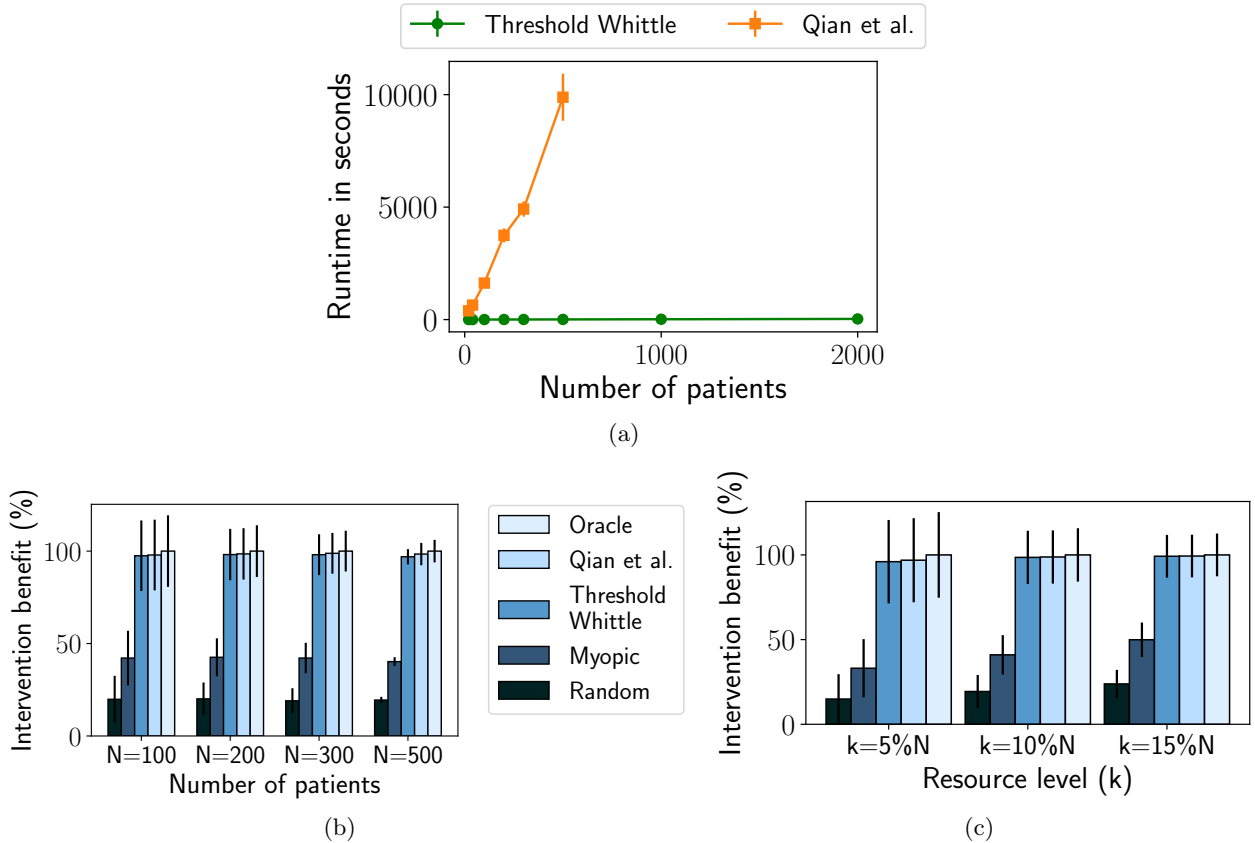 Threshold Whittle
Qian et al.
10000
5000
0
Runtime in seconds
0
1000
2000
Number of patients
(a)
Intervention benefit (%)
100
50
0
N=100
N=200
N=300
N=500
Number of patients
(b)
Oracle
Qian et al.
Threshold
Whittle
Myopic
Random
Intervention benefit (%)
100
50
0
k=5%N
k=10%N
k=15%N
Resource level (k)
(c)